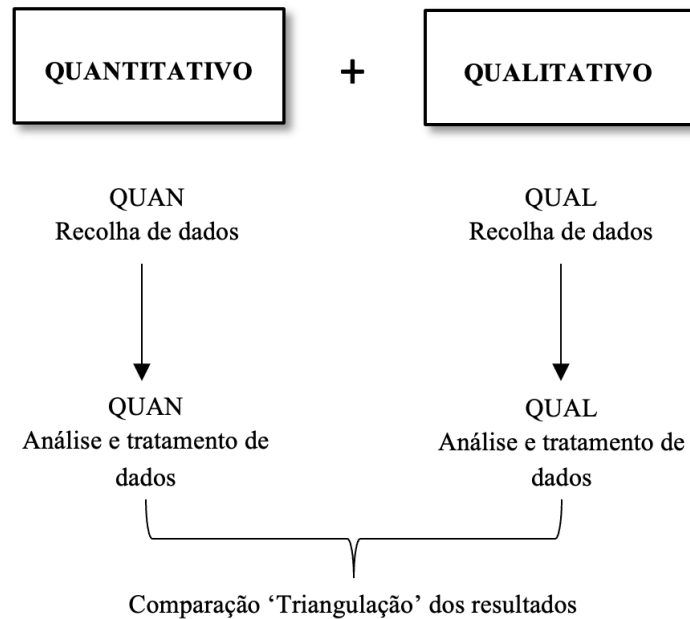 QUANTITATIVO
+
QUALITATIVO
QUAN
Recolha de dados
QUAL
Recolha de dados
QUAN
Análise e tratamento de
dados
QUAL
Análise e tratamento de
dados
Comparação ‘Triangulação’ dos resultados